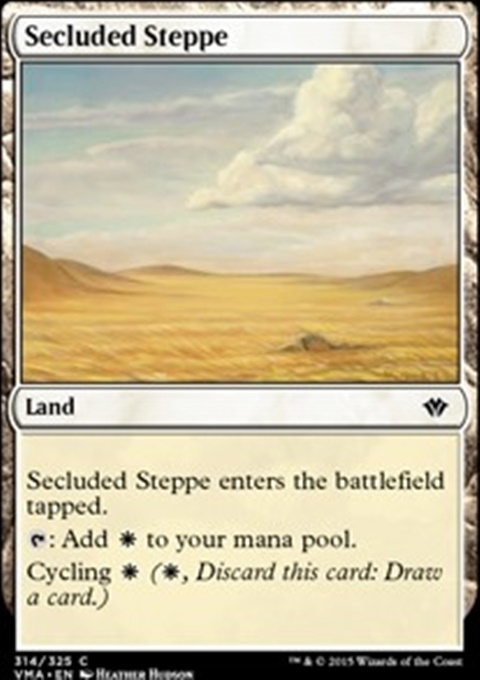 Secluded Steppe
Land
Secluded Steppe enters the battlefield
tapped.
: Add to your mana pool.
Cycling (, Discard this card: Draw
a card.)
314/325 C
VMA • EN Heather Hudson
™ & © 2015 Wizards of the Coast